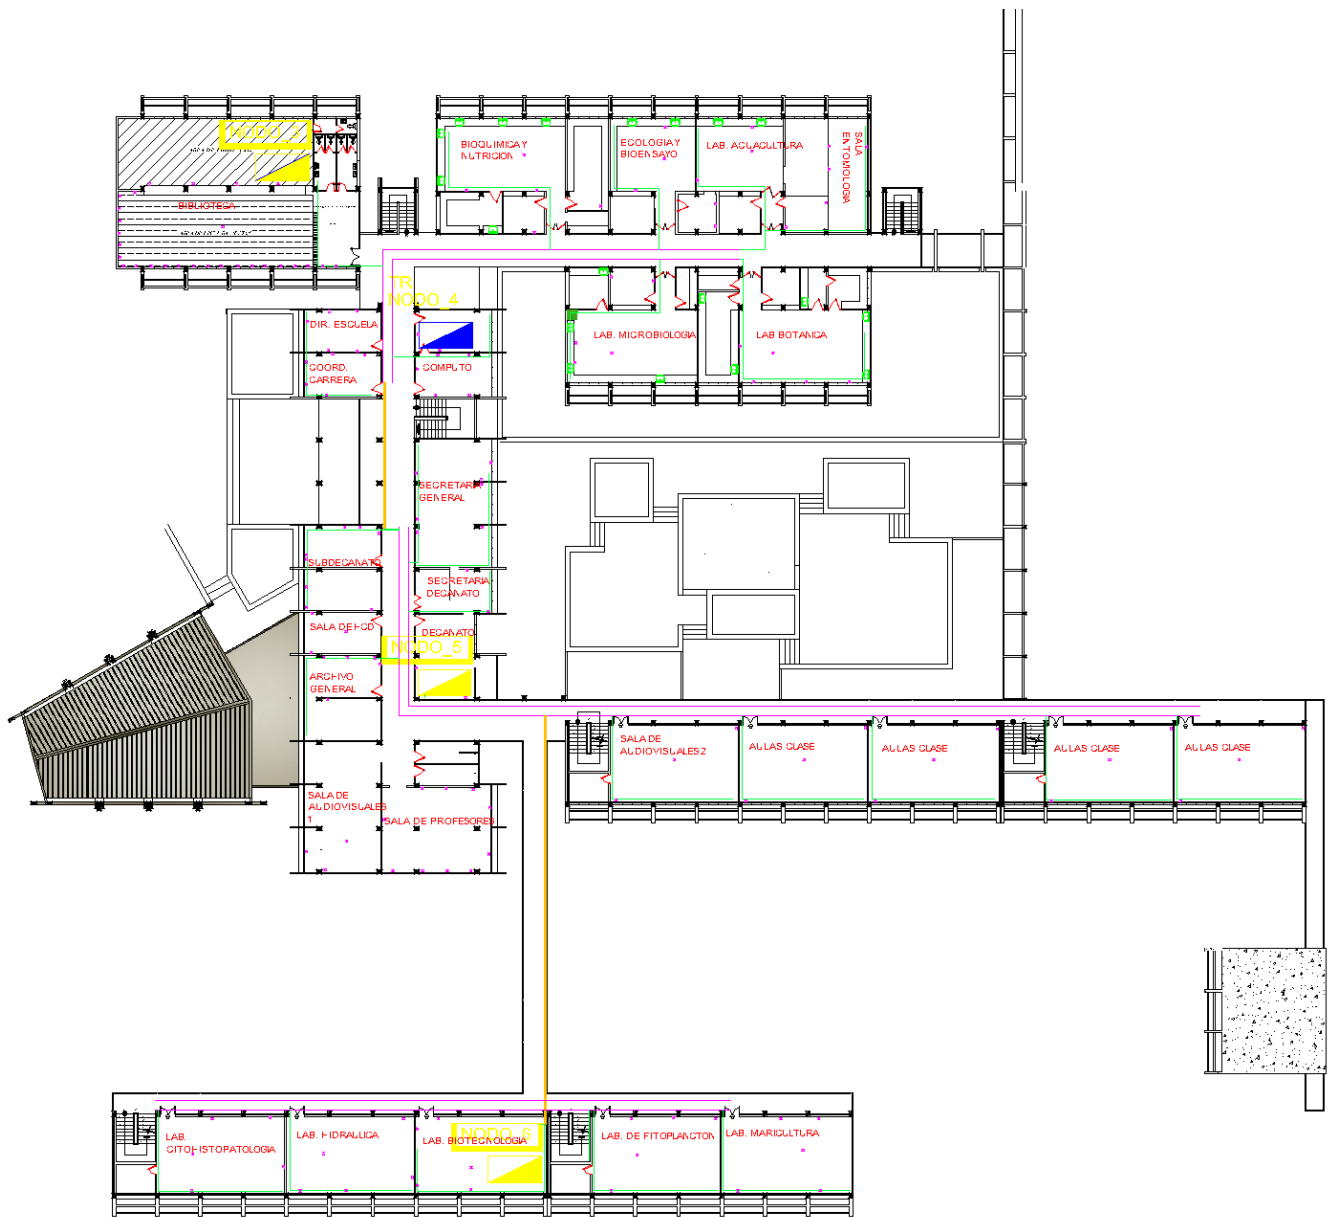 NODO_3
BIBLIOTECA
BIOQUIMICA Y
NUTRICION
ECOLOGIA Y
BIOENSAYO
LAB. ACUACULTURA
SALA
ENTOMOLOGIA
TR
NODO_4
DIR. ESCUELA
COORD.
CARRERA
COMPUTO
LAB. MICROBIOLOGIA
LAB BOTANICA
SECRETARIA
GENERAL
SUBDECANATO
SECRETARIA
DECANATO
SALA DE HCD
DECANATO
NODO_5
ARCHIVO
GENERAL
SALA DE
AUDIOVISUALES 2
AULAS CLASE
AULAS CLASE
AULAS CLASE
AULAS CLASE
SALA DE
AUDIOVISUALES
1
SALA DE PROFESORES
LAB.
CITOHISTOPATOLOGIA
LAB. HIDRAULICA
LAB. BIOTECNOLOGIA
NODO_6
LAB. DE FITOPLANCTON
LAB. MARICULTURA